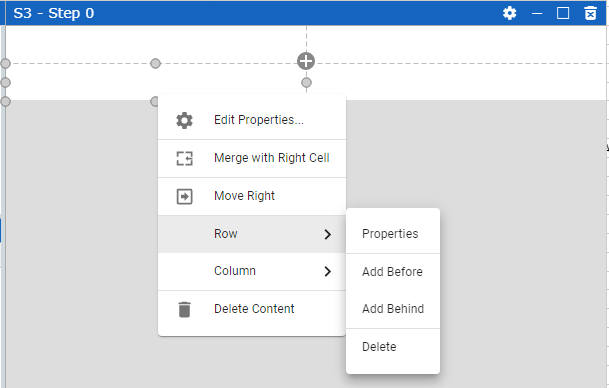 S3 - Step 0
Edit Properties...
Merge with Right Cell
Move Right
Row
Properties
Column
Add Before
Delete Content
Add Behind
Delete